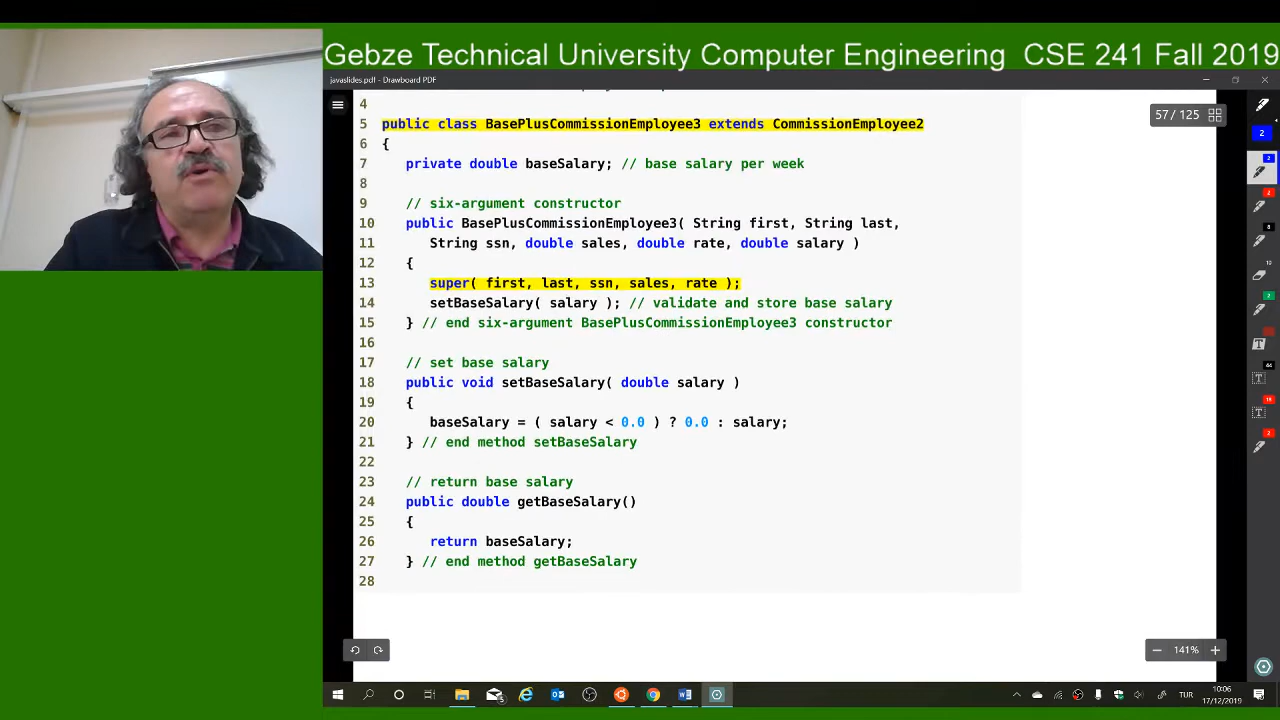 Gebze Technical University Computer Engineering  CSE 241 Fall 2019
javaslides.pdf - Drawboard PDF
57 / 125
4
5 public class BasePlusCommissionEmployee3 extends CommissionEmployee2
6 {
7 private double baseSalary; // base salary per week
8
9 // six-argument constructor
10 public BasePlusCommissionEmployee3( String first, String last,
11 String ssn, double sales, double rate, double salary )
12 {
13 super( first, last, ssn, sales, rate );
14 setBaseSalary( salary ); // validate and store base salary
15 } // end six-argument BasePlusCommissionEmployee3 constructor
16
17 // set base salary
18 public void setBaseSalary( double salary )
19 {
20 baseSalary = ( salary < 0.0 ) ? 0.0 : salary;
21 } // end method setBaseSalary
22
23 // return base salary
24 public double getBaseSalary()
25 {
26 return baseSalary;
27 } // end method getBaseSalary
28
141%
TUR
10:06
17/12/2019